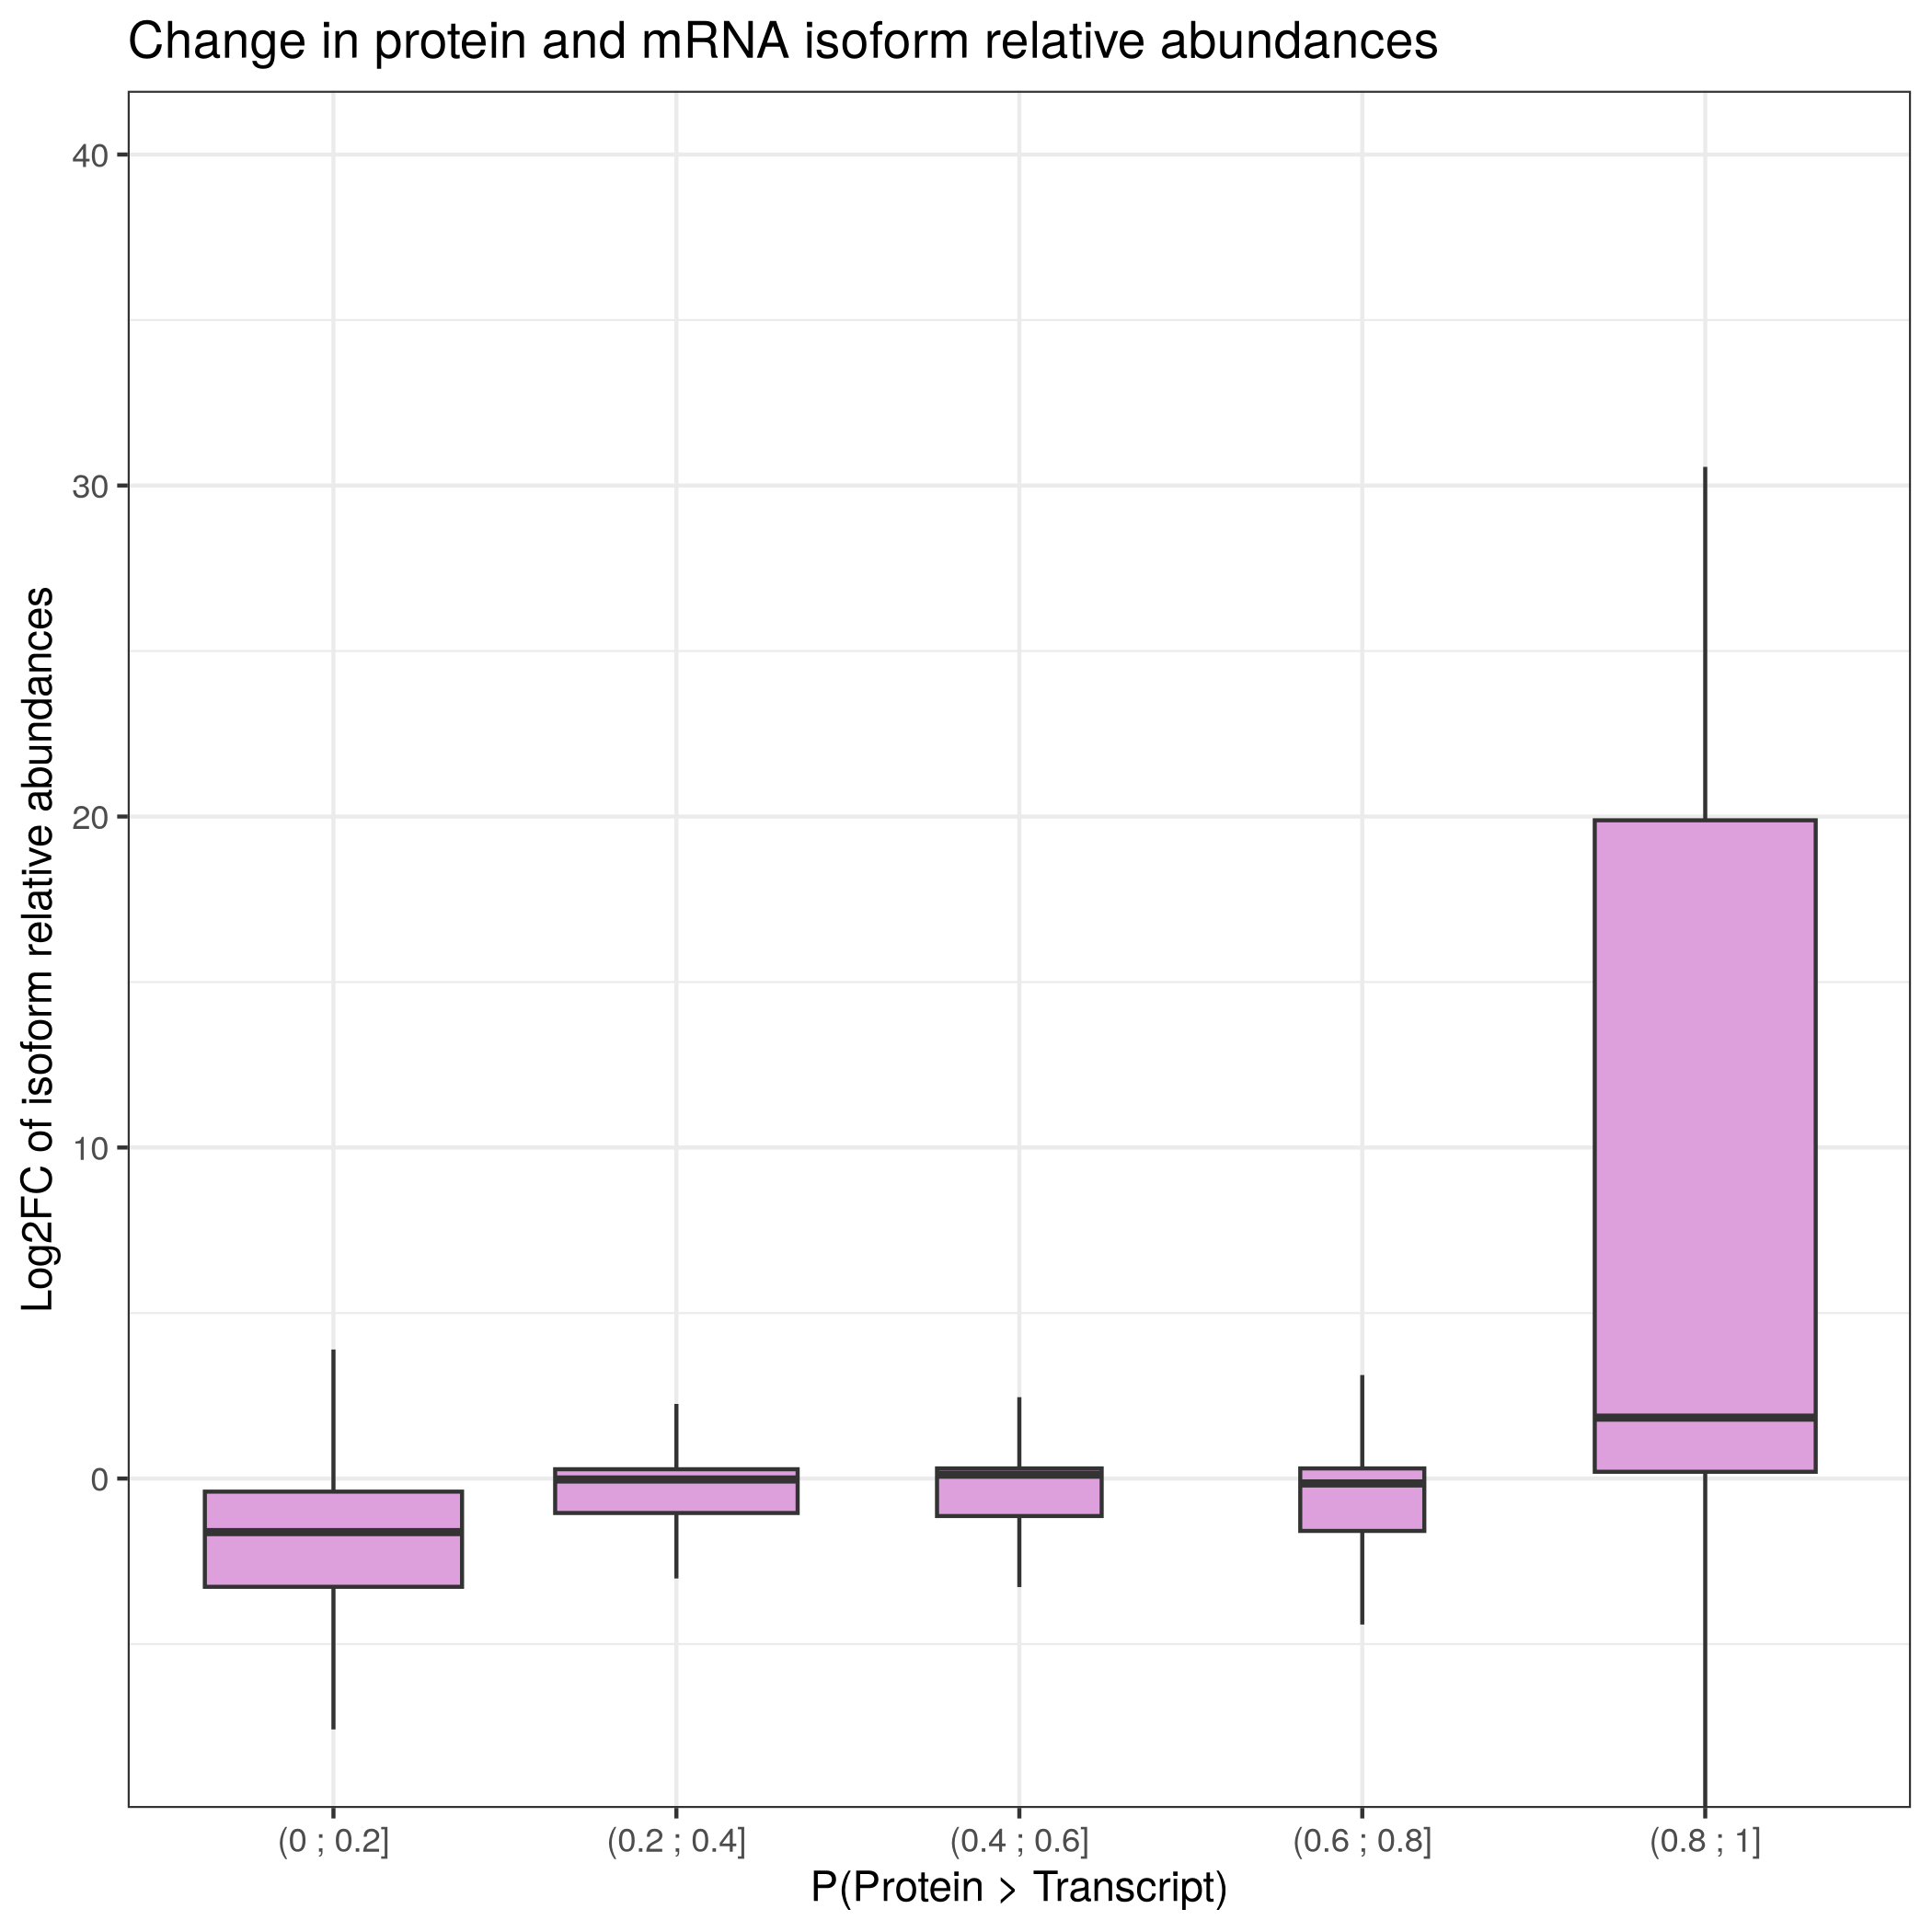 Change in protein and mRNA isoform relative abundances
Log2FC of isoform relative abundances
40
30
20
10
0
(0 ; 0.2]
(0.2 ; 0.4]
(0.4 ; 0.6]
(0.6 ; 0.8]
(0.8 ; 1]
P(Protein > Transcript)